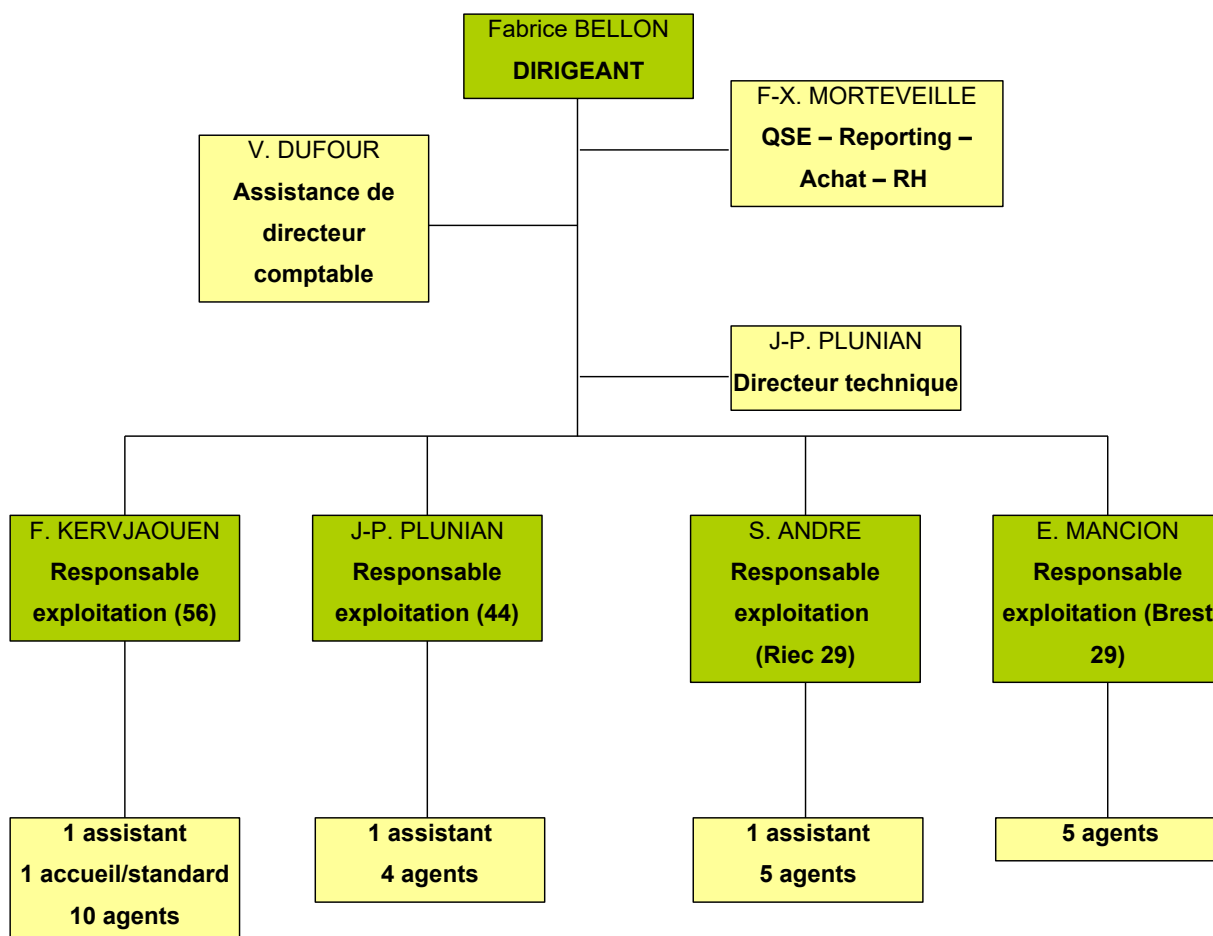 Fabrice BELLON
DIRIGEANT
F-X. MORTEVEILLE
QSE – Reporting –
Achat – RH
V. DUFOUR
Assistance de
directeur
comptable
J-P. PLUNIAN
Directeur technique
F. KERVJAOUEN
Responsable
exploitation (56)
J-P. PLUNIAN
Responsable
exploitation (44)
S. ANDRE
Responsable
exploitation
(Riec 29)
E. MANCION
Responsable
exploitation (Brest
29)
1 assistant
1 accueil/standard
10 agents
1 assistant
4 agents
1 assistant
5 agents
5 agents